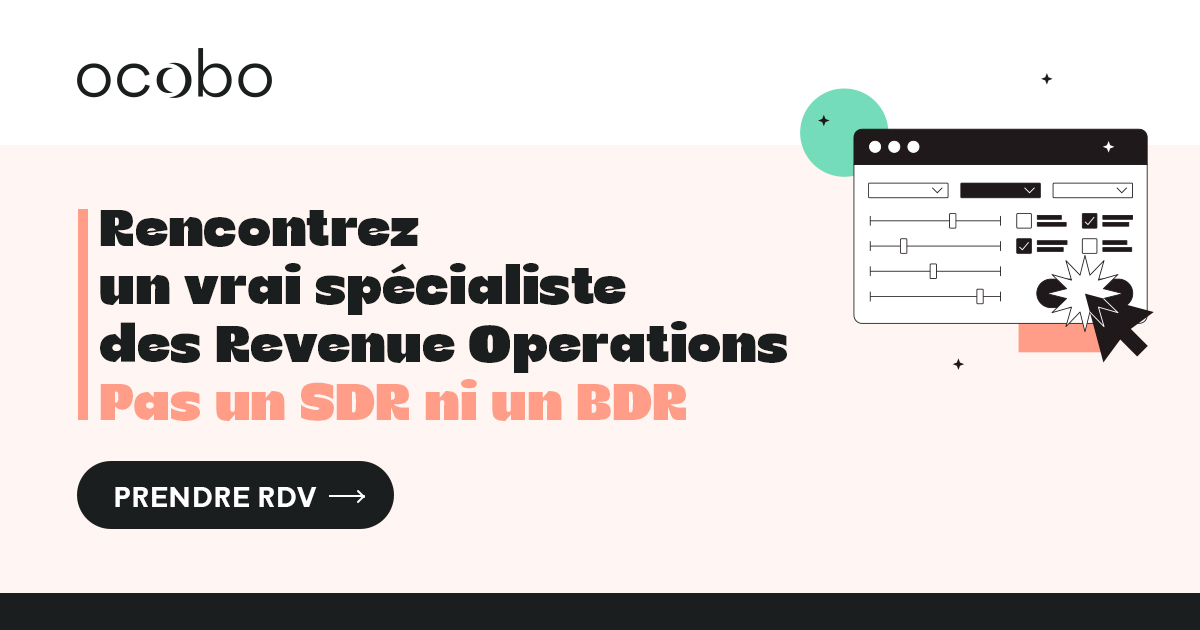 ocobo
Rencontrez
un vrai spécialiste
des Revenue Operations
Pas un SDR ni un BDR
PRENDRE RDV →